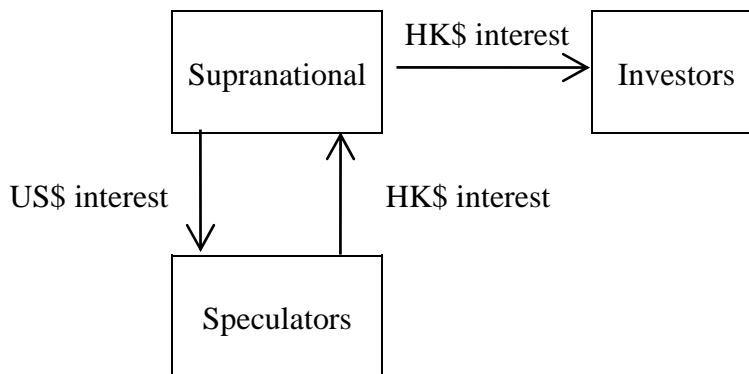 HK$ interest
Supranational
Investors
US$ interest
HK$ interest
Speculators